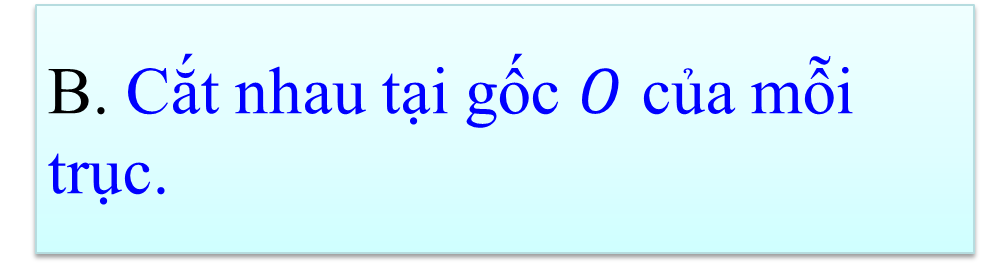 B. Cắt nhau tại gốc O của mỗi
trục.